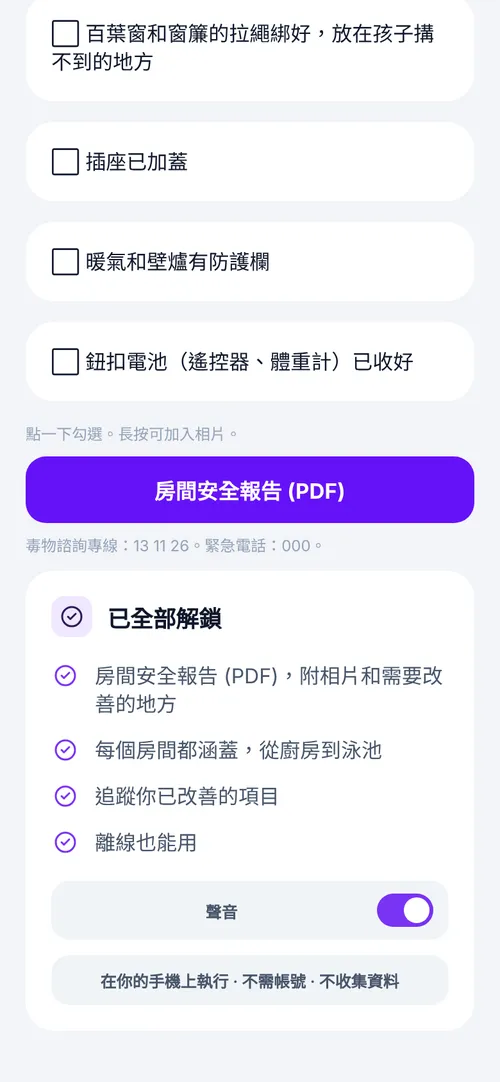 百葉窗和窗簾的拉繩綁好，放在孩子搆
不到的地方
插座已加蓋
暖氣和壁爐有防護欄
鈕扣電池（遙控器、體重計）已收好
點一下勾選。長按可加入相片。
房間安全報告 (PDF)
毒物諮詢專線：13 11 26。緊急電話：000。
已全部解鎖
房間安全報告 (PDF)，附相片和需要改
善的地方
每個房間都涵蓋，從廚房到泳池
追蹤你已改善的項目
離線也能用
聲音
在你的手機上執行 · 不需帳號 · 不收集資料